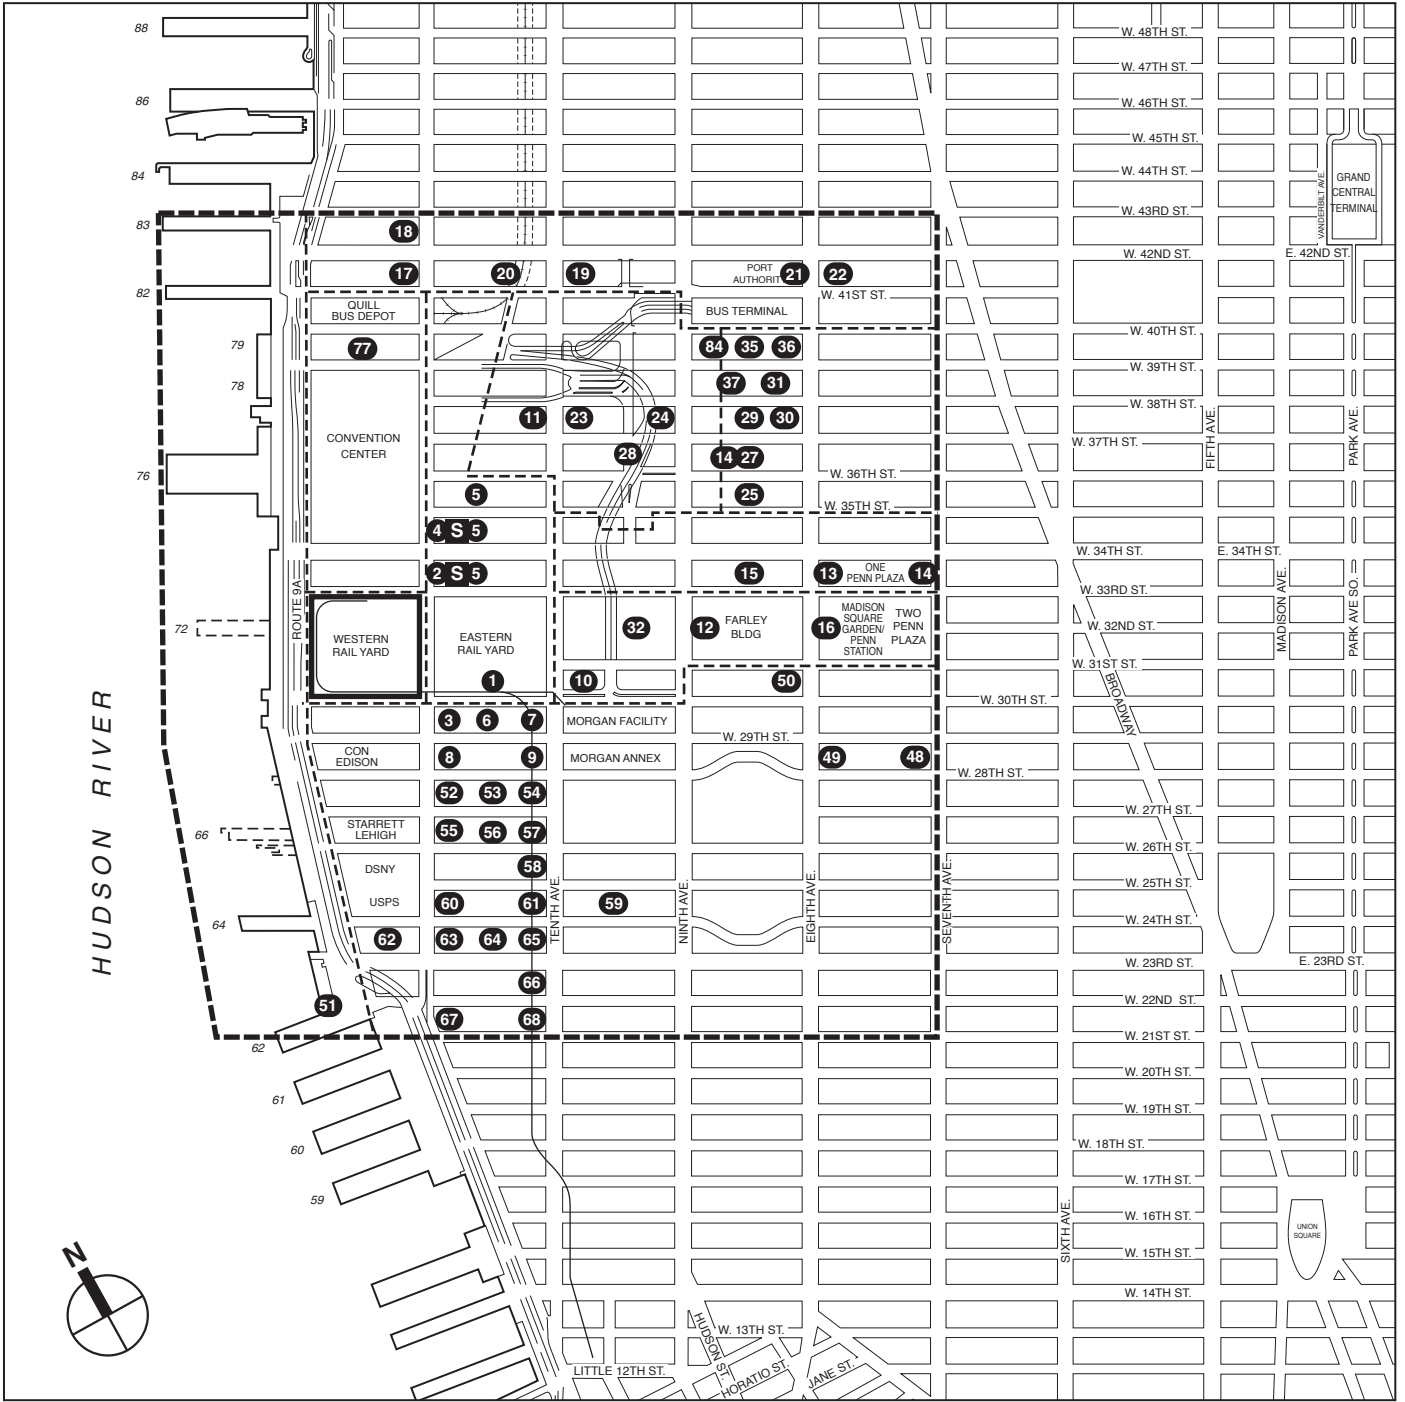 88
W. 48TH ST.
W. 47TH ST.
86
W. 46TH ST.
W. 45TH ST.
84
W. 44TH ST.
VANDERBILT AVE.
GRAND
CENTRAL
TERMINAL
W. 43RD ST.
83
18
W. 42ND ST.
E. 42ND ST.
17
20
19
PORT
AUTHORIT
21
22
82
W. 41ST ST.
QUILL
BUS DEPOT
BUS TERMINAL
W. 40TH ST.
79
77
84
35
36
W. 39TH ST.
78
37
31
W. 38TH ST.
11
23
24
29
30
CONVENTION
CENTER
W. 37TH ST.
FIFTH AVE.
PARK AVE.
28
14
27
76
W. 36TH ST.
5
25
W. 35TH ST.
4
S
5
W. 34TH ST.
E. 34TH ST.
2
S
5
15
13
ONE
PENN PLAZA
14
W. 33RD ST.
ROUTE 9A
MADISON AVE.
PARK AVE SO.
72
WESTERN
RAIL YARD
EASTERN
RAIL YARD
32
12
FARLEY
BLDG
16
MADISON
SQUARE
GARDEN/
PENN
STATION
TWO
PENN
PLAZA
W. 32ND ST.
W. 31ST ST.
1
10
50
BROADWAY
W. 30TH ST.
HUDSON RIVER
3
6
7
MORGAN FACILITY
W. 29TH ST.
CON
EDISON
8
9
MORGAN ANNEX
49
48
W. 28TH ST.
52
53
54
W. 27TH ST.
66
STARRETT
LEHIGH
55
56
57
W. 26TH ST.
DSNY
58
W. 25TH ST.
USPS
60
61
59
TENTH AVE.
NINTH AVE.
EIGHTH AVE.
SEVENTH AVE.
64
W. 24TH ST.
62
63
64
65
W. 23RD ST.
E. 23RD ST.
66
51
W. 22ND ST.
67
68
62
W. 21ST ST.
W. 20TH ST.
61
W. 19TH ST.
60
W. 18TH ST.
W. 17TH ST.
59
W. 16TH ST.
SIXTH AVE.
UNION
SQUARE
N
W. 15TH ST.
W. 14TH ST.
HUDSON ST.
W. 13TH ST.
LITTLE 12TH ST.
HORATIO ST.
JANE ST.